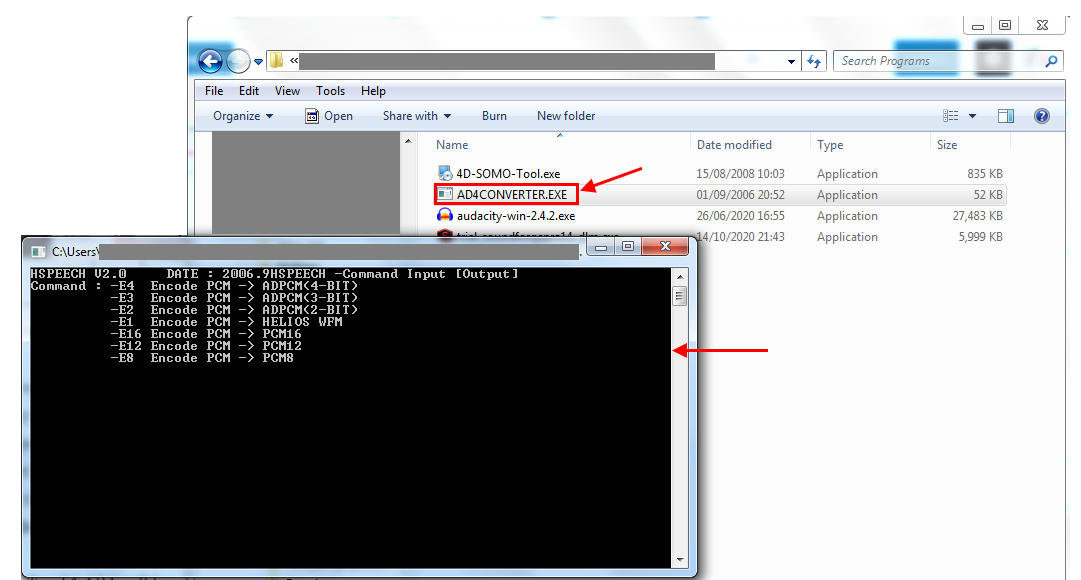 «
Search Programs
File Edit View Tools Help
Organize Open Share with Burn New folder
Name Date modified Type Size
4D-SOMO-Tool.exe 15/08/2008 10:03 Application 835 KB
AD4CONVERTER.EXE 01/09/2006 20:52 Application 52 KB
audacity-win-2.4.2.exe 26/06/2020 16:55 Application 27,483 KB
14/10/2020 21:43 Application 5,999 KB
C:\Users\
HSPEECH V2.0 DATE : 2006.9HSPEECH -Command Input [Output]
Command : -E4 Encode PCM -> ADPCM(4-BIT)
-E3 Encode PCM -> ADPCM(3-BIT)
-E2 Encode PCM -> ADPCM(2-BIT)
-E1 Encode PCM -> HELIOS WFM
-E16 Encode PCM -> PCM16
-E12 Encode PCM -> PCM12
-E8 Encode PCM -> PCM8